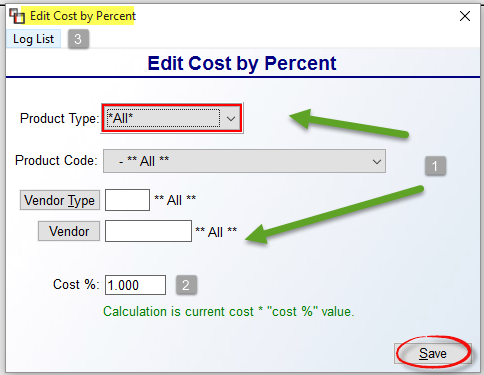 Edit Cost by Percent
Log List 3
Edit Cost by Percent
Product Type: *All*
Product Code: - ** All **
1
Vendor Type ** All **
Vendor ** All **
Cost %: 1.000 2
Calculation is current cost * "cost %" value.
Save